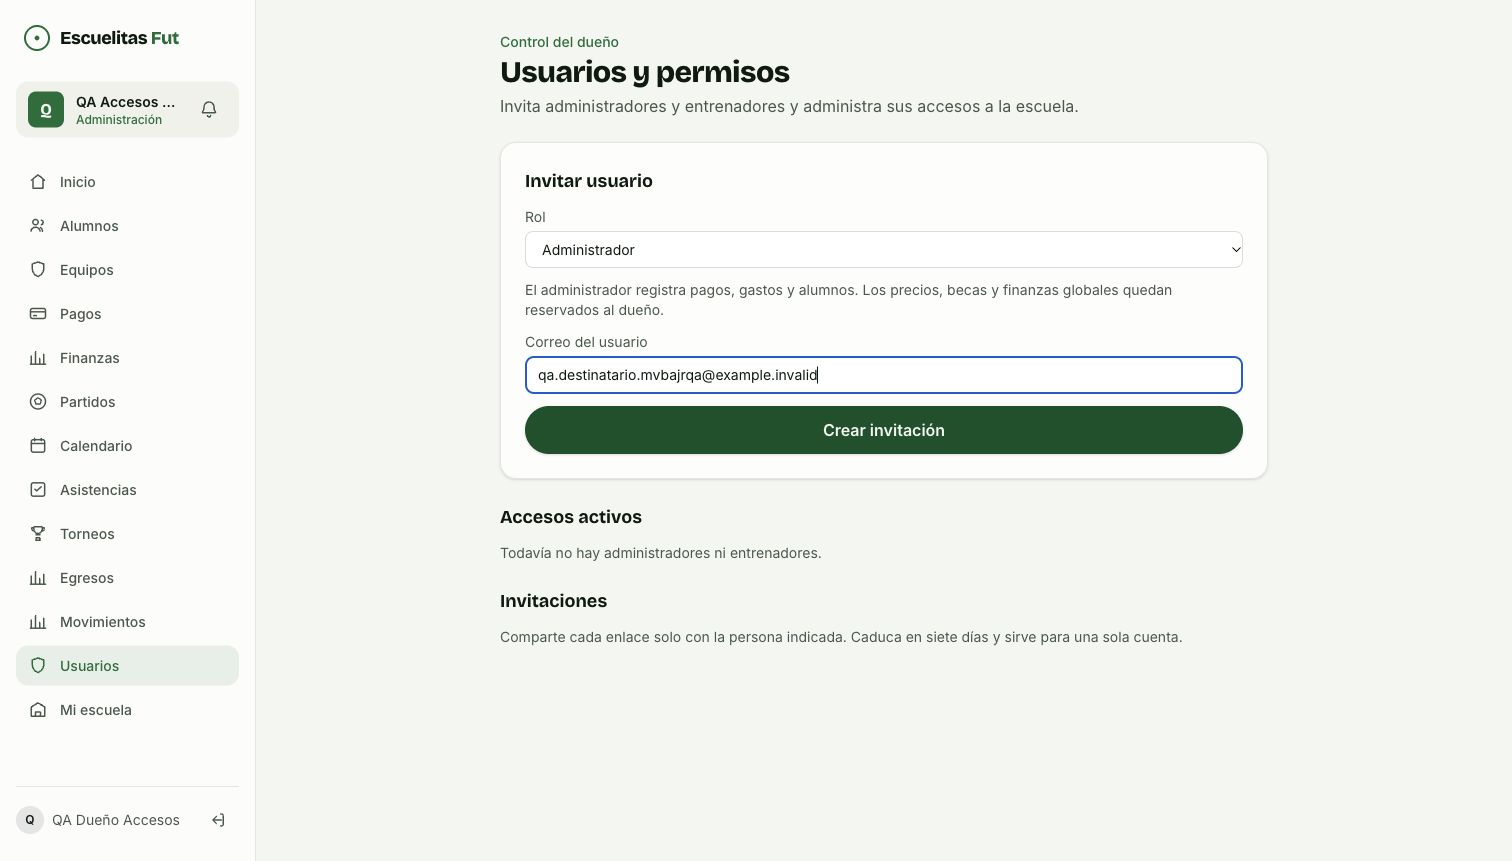 Escuelitas Fut
Q
QA Accesos ...
Administración
Inicio
Alumnos
Equipos
Pagos
Finanzas
Partidos
Calendario
Asistencias
Torneos
Egresos
Movimientos
Usuarios
Mi escuela
Q
QA Dueño Accesos
Control del dueño
Usuarios y permisos
Invita administradores y entrenadores y administra sus accesos a la escuela.
Invitar usuario
Rol
Administrador
El administrador registra pagos, gastos y alumnos. Los precios, becas y finanzas globales quedan
reservados al dueño.
Correo del usuario
qa.destinatario.mvbajrqa@example.invalid
Crear invitación
Accesos activos
Todavía no hay administradores ni entrenadores.
Invitaciones
Comparte cada enlace solo con la persona indicada. Caduca en siete días y sirve para una sola cuenta.